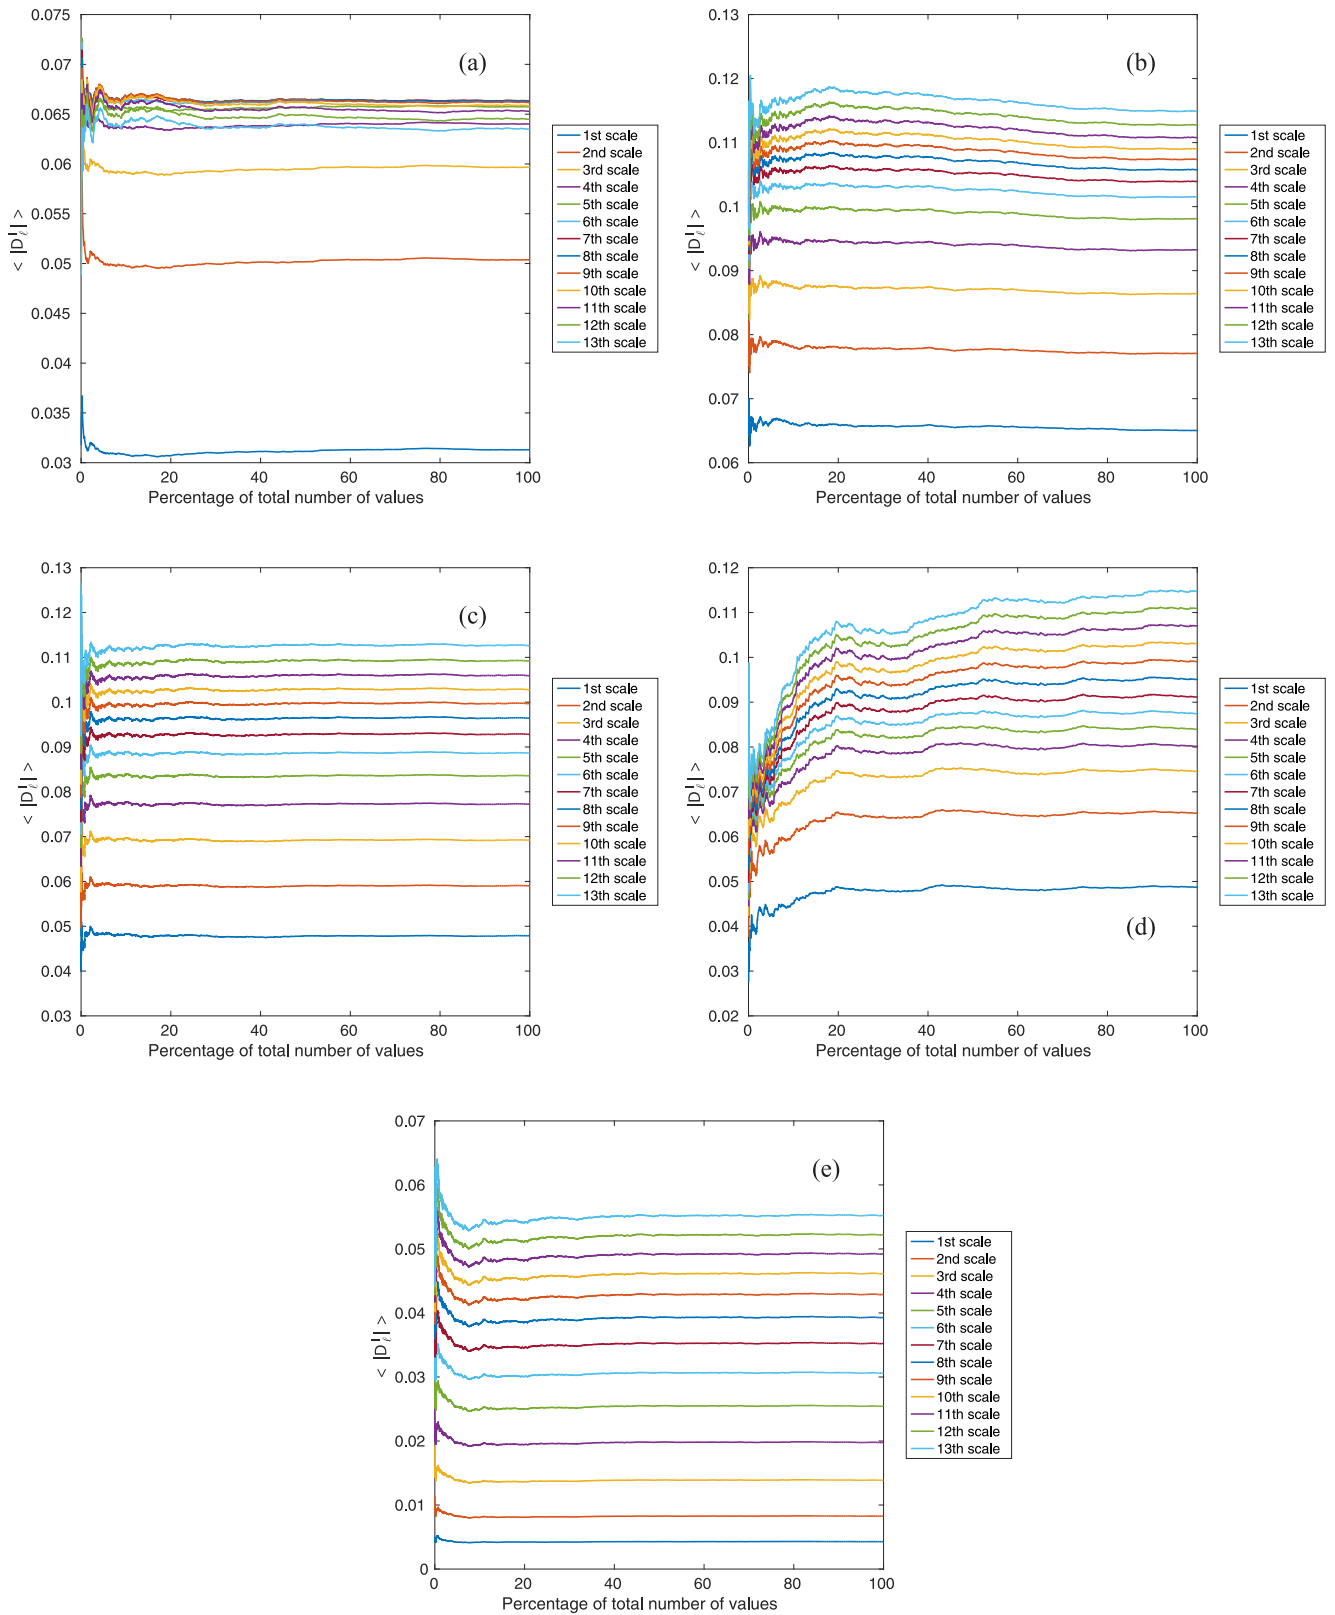 (a)
0.075
0.07
0.065
0.06
0.055
0.05
0.045
0.04
0.035
0.03
0 20 40 60 80 100
< |D_ℓ^I| >
Percentage of total number of values
1st scale
2nd scale
3rd scale
4th scale
5th scale
6th scale
7th scale
8th scale
9th scale
10th scale
11th scale
12th scale
13th scale
(b)
0.13
0.12
0.11
0.1
0.09
0.08
0.07
0.06
0 20 40 60 80 100
< |D_ℓ^I| >
Percentage of total number of values
1st scale
2nd scale
3rd scale
4th scale
5th scale
6th scale
7th scale
8th scale
9th scale
10th scale
11th scale
12th scale
13th scale
(c)
0.13
0.12
0.11
0.1
0.09
0.08
0.07
0.06
0.05
0.04
0.03
0 20 40 60 80 100
< |D_ℓ^I| >
Percentage of total number of values
1st scale
2nd scale
3rd scale
4th scale
5th scale
6th scale
7th scale
8th scale
9th scale
10th scale
11th scale
12th scale
13th scale
(d)
0.12
0.11
0.1
0.09
0.08
0.07
0.06
0.05
0.04
0.03
0.02
0 20 40 60 80 100
< |D_ℓ^I| >
Percentage of total number of values
1st scale
2nd scale
3rd scale
4th scale
5th scale
6th scale
7th scale
8th scale
9th scale
10th scale
11th scale
12th scale
13th scale
(e)
0.07
0.06
0.05
0.04
0.03
0.02
0.01
0
0 20 40 60 80 100
< |D_ℓ^I| >
Percentage of total number of values
1st scale
2nd scale
3rd scale
4th scale
5th scale
6th scale
7th scale
8th scale
9th scale
10th scale
11th scale
12th scale
13th scale